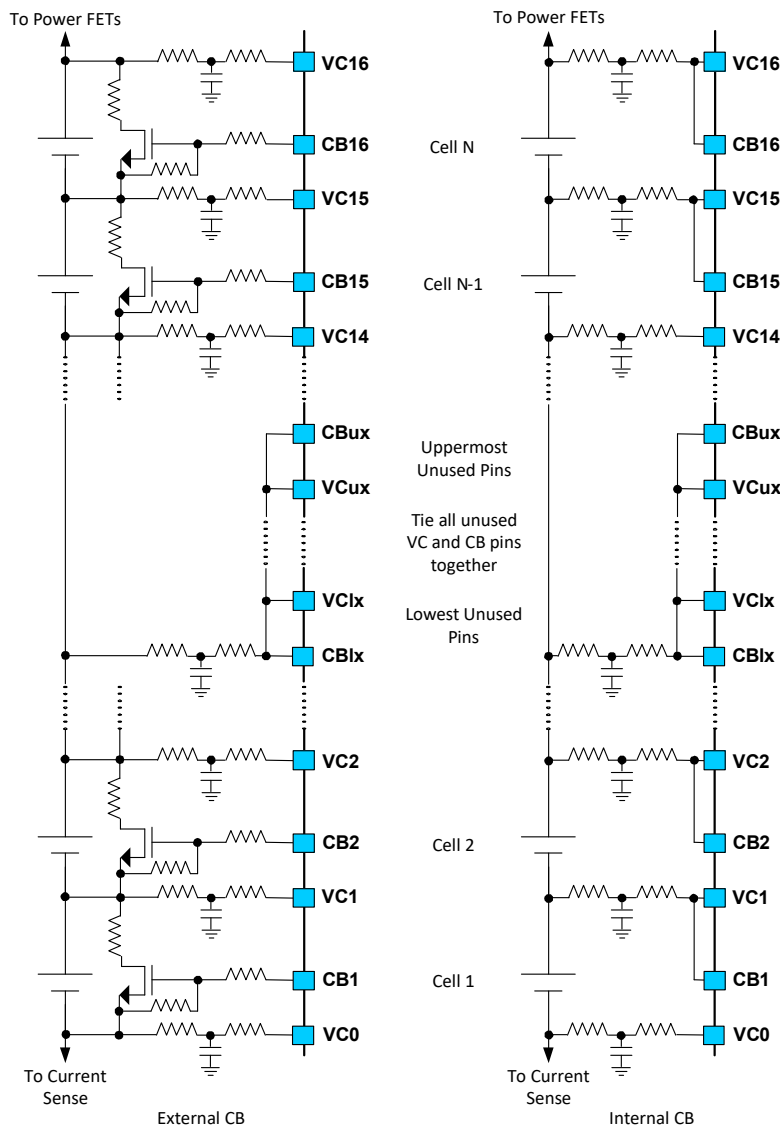 To Power FETs
VC16
CB16
VC15
CB15
VC14
CBux
VCux
VClx
CBlx
VC2
CB2
VC1
CB1
VC0
To Current
Sense
External CB
Cell N
Cell N-1
Uppermost
Unused Pins
Tie all unused
VC and CB pins
together
Lowest Unused
Pins
Cell 2
Cell 1
To Power FETs
VC16
CB16
VC15
CB15
VC14
CBux
VCux
VClx
CBlx
VC2
CB2
VC1
CB1
VC0
To Current
Sense
Internal CB